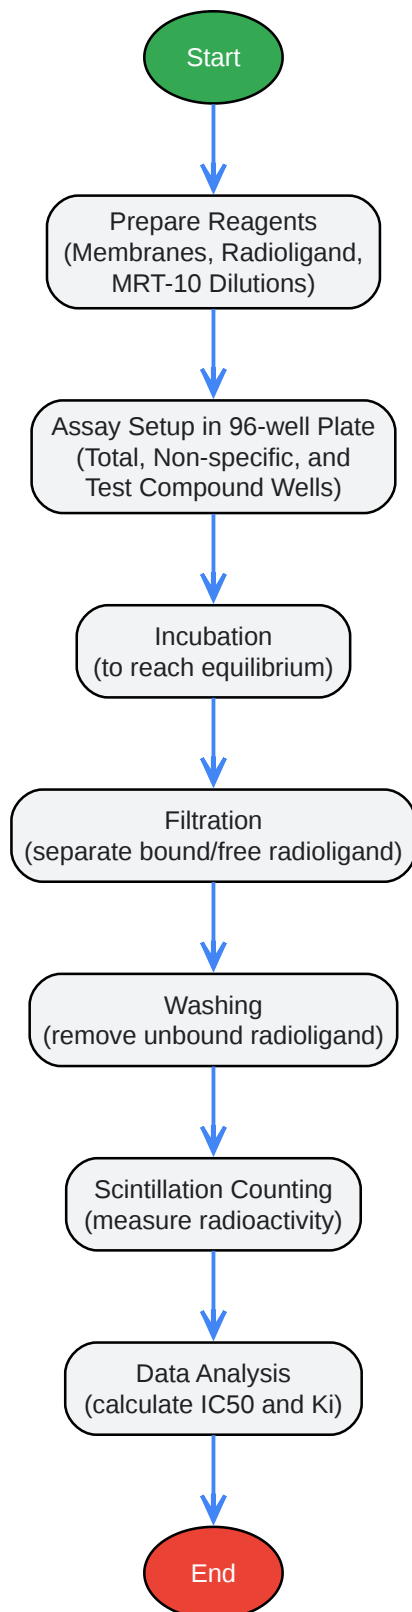 Start
Prepare Reagents
(Membranes, Radioligand,
MRT-10 Dilutions)
Assay Setup in 96-well Plate
(Total, Non-specific, and
Test Compound Wells)
Incubation
(to reach equilibrium)
Filtration
(separate bound/free radioligand)
Washing
(remove unbound radioligand)
Scintillation Counting
(measure radioactivity)
Data Analysis
(calculate IC50 and Ki)
End